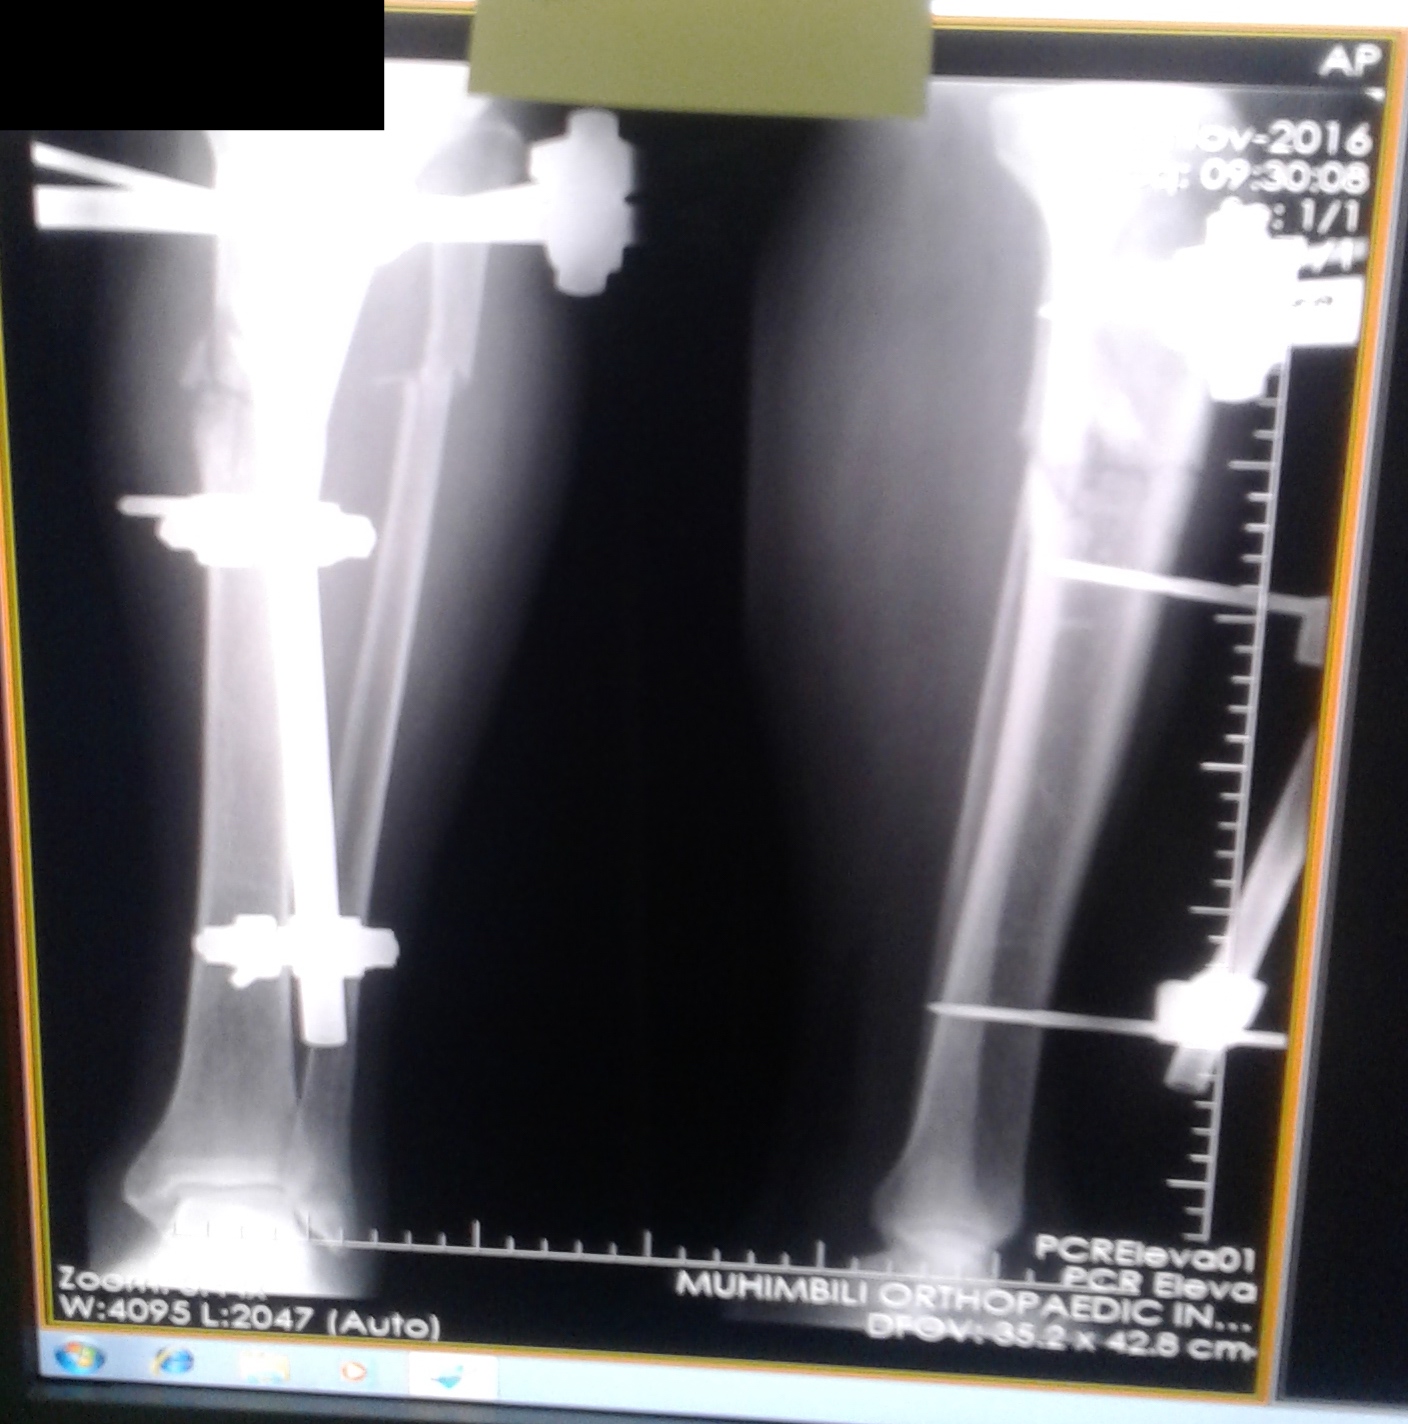 AP
ov-2016
09:30:08
1/1
PCREleva01
PCR Eleva
MUHIMBILI ORTHOPAEDIC IN...
DFOV: 35.2 x 42.8 cm
W:4095 L:2047 (Auto)